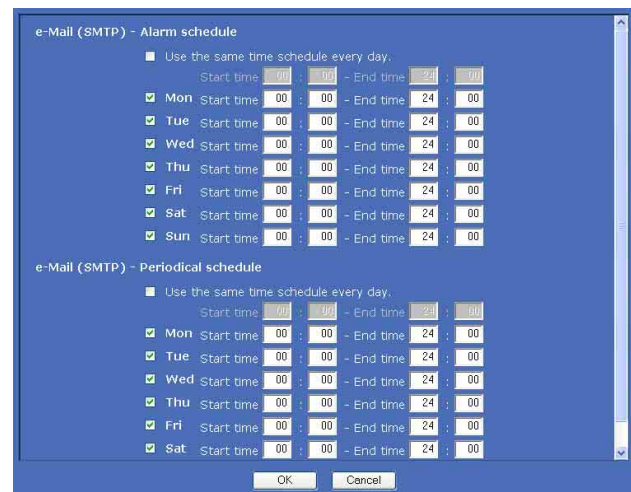 e-Mail (SMTP) - Alarm schedule
Use the same time schedule every day.
Start time 00 : 00 - End time 24 : 00
Mon Start time 00 : 00 - End time 24 : 00
Tue Start time 00 : 00 - End time 24 : 00
Wed Start time 00 : 00 - End time 24 : 00
Thu Start time 00 : 00 - End time 24 : 00
Fri Start time 00 : 00 - End time 24 : 00
Sat Start time 00 : 00 - End time 24 : 00
Sun Start time 00 : 00 - End time 24 : 00
e-Mail (SMTP) - Periodical schedule
Use the same time schedule every day.
Start time 00 : 00 - End time 24 : 00
Mon Start time 00 : 00 - End time 24 : 00
Tue Start time 00 : 00 - End time 24 : 00
Wed Start time 00 : 00 - End time 24 : 00
Thu Start time 00 : 00 - End time 24 : 00
Fri Start time 00 : 00 - End time 24 : 00
Sat Start time 00 : 00 - End time 24 : 00
OK Cancel